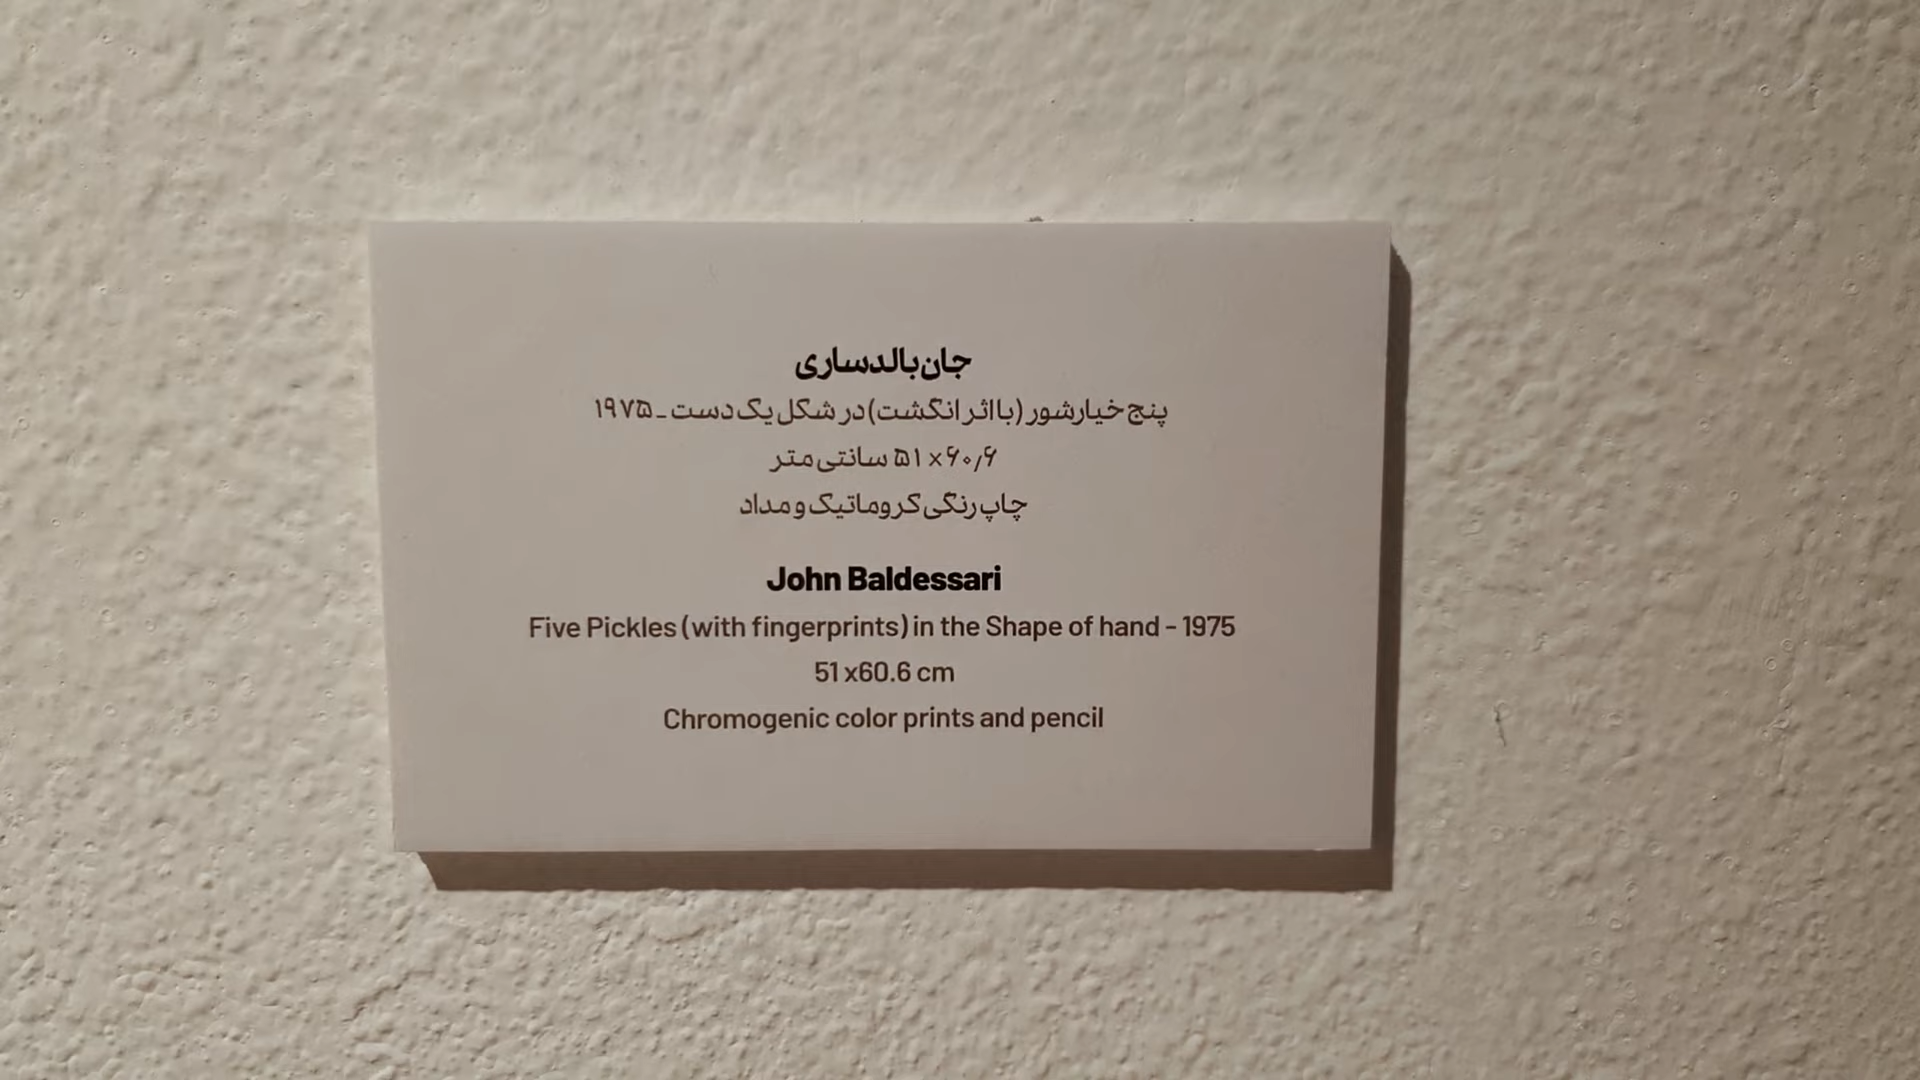 جان بالدساری
پنج خیارشور (با اثر انگشت) در شکل یک دست ـ ۱۹۷۵
۵۱ x ۶۰٫۶ سانتی متر
چاپ رنگی کروماتیک و مداد
John Baldessari
Five Pickles (with fingerprints) in the Shape of hand - 1975
51 x60.6 cm
Chromogenic color prints and pencil